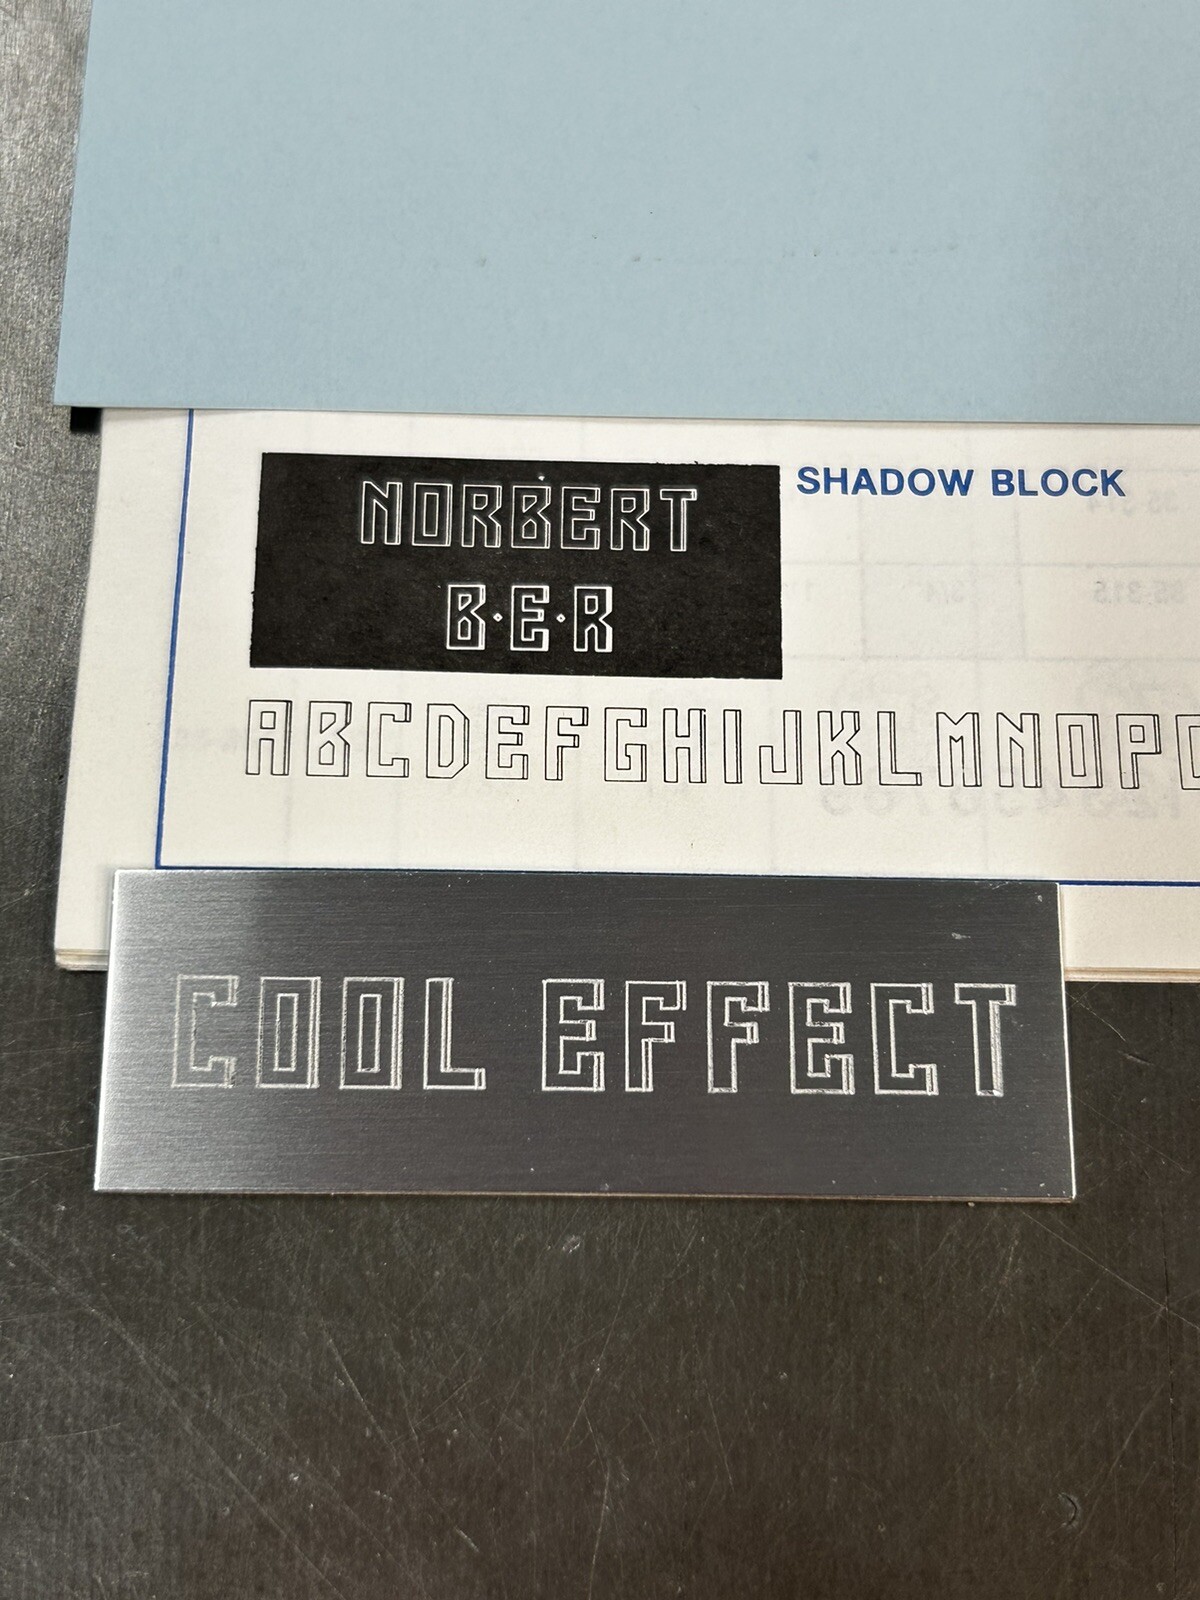 SHADOW BLOCK
NORBERT
B·E·R
ABCDEFGHIJKLMNOP
COOL EFFECT